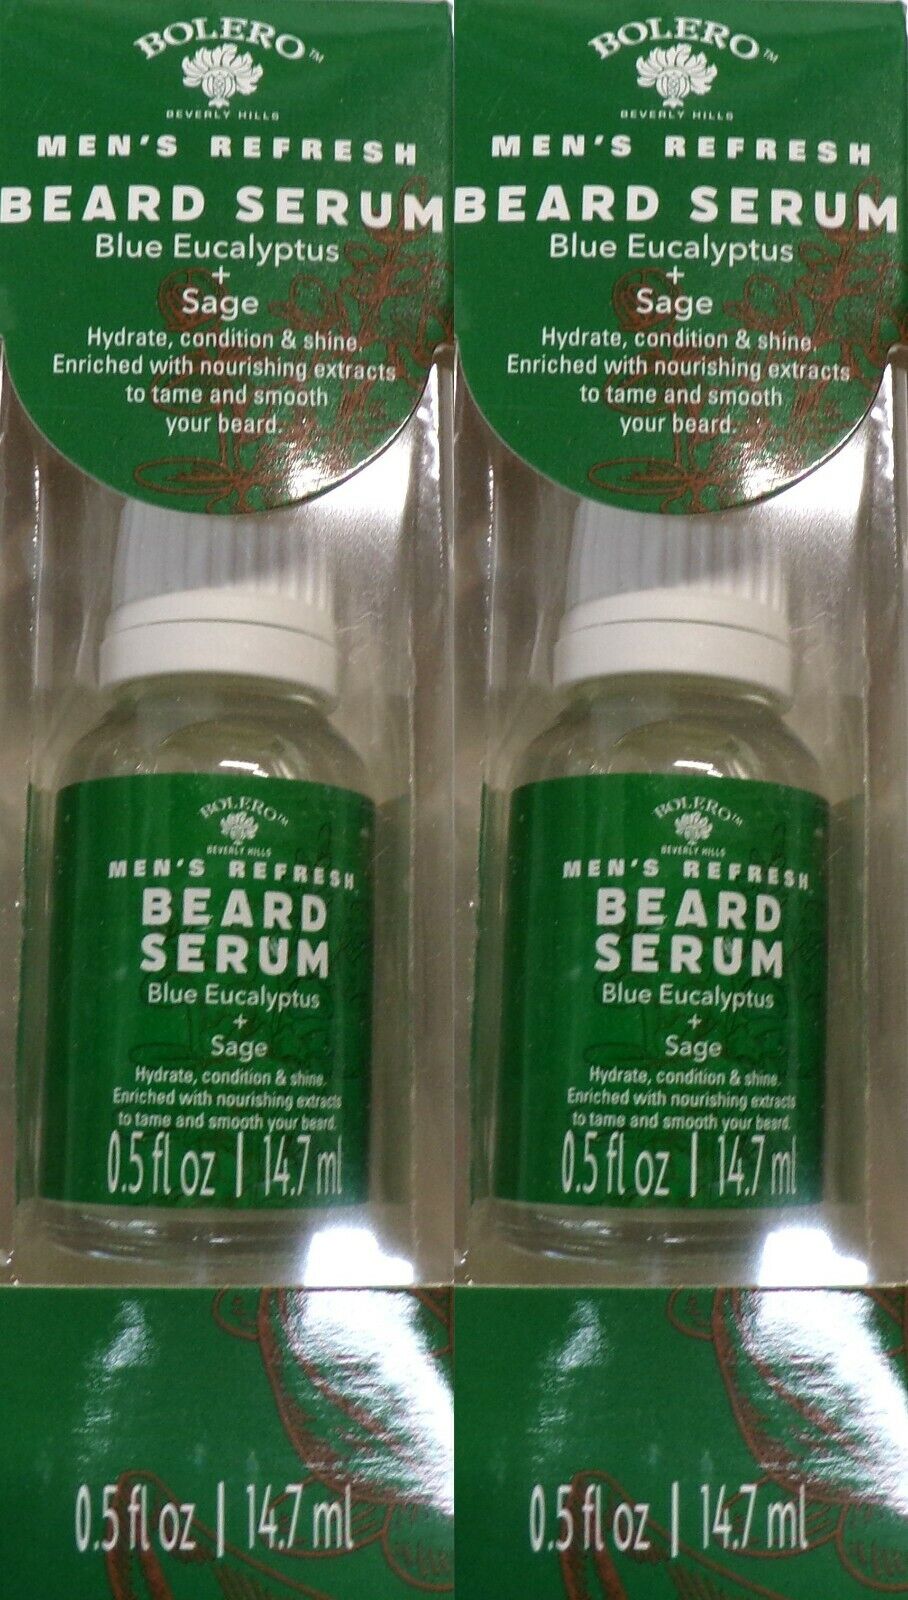 BOLERO™
BEVERLY HILLS
MEN'S REFRESH
BEARD SERUM
Blue Eucalyptus
+
Sage
Hydrate, condition & shine.
Enriched with nourishing extracts
to tame and smooth
your beard.
BOLERO™
BEVERLY HILLS
MEN'S REFRESH
BEARD
SERUM
Blue Eucalyptus
+
Sage
Hydrate, condition & shine.
Enriched with nourishing extracts
to tame and smooth your beard.
0.5 fl oz | 14.7 ml
0.5 fl oz | 14.7 ml
BOLERO™
BEVERLY HILLS
MEN'S REFRESH
BEARD SERUM
Blue Eucalyptus
+
Sage
Hydrate, condition & shine.
Enriched with nourishing extracts
to tame and smooth
your beard.
BOLERO™
BEVERLY HILLS
MEN'S REFRESH
BEARD
SERUM
Blue Eucalyptus
+
Sage
Hydrate, condition & shine.
Enriched with nourishing extracts
to tame and smooth your beard.
0.5 fl oz | 14.7 ml
0.5 fl oz | 14.7 ml